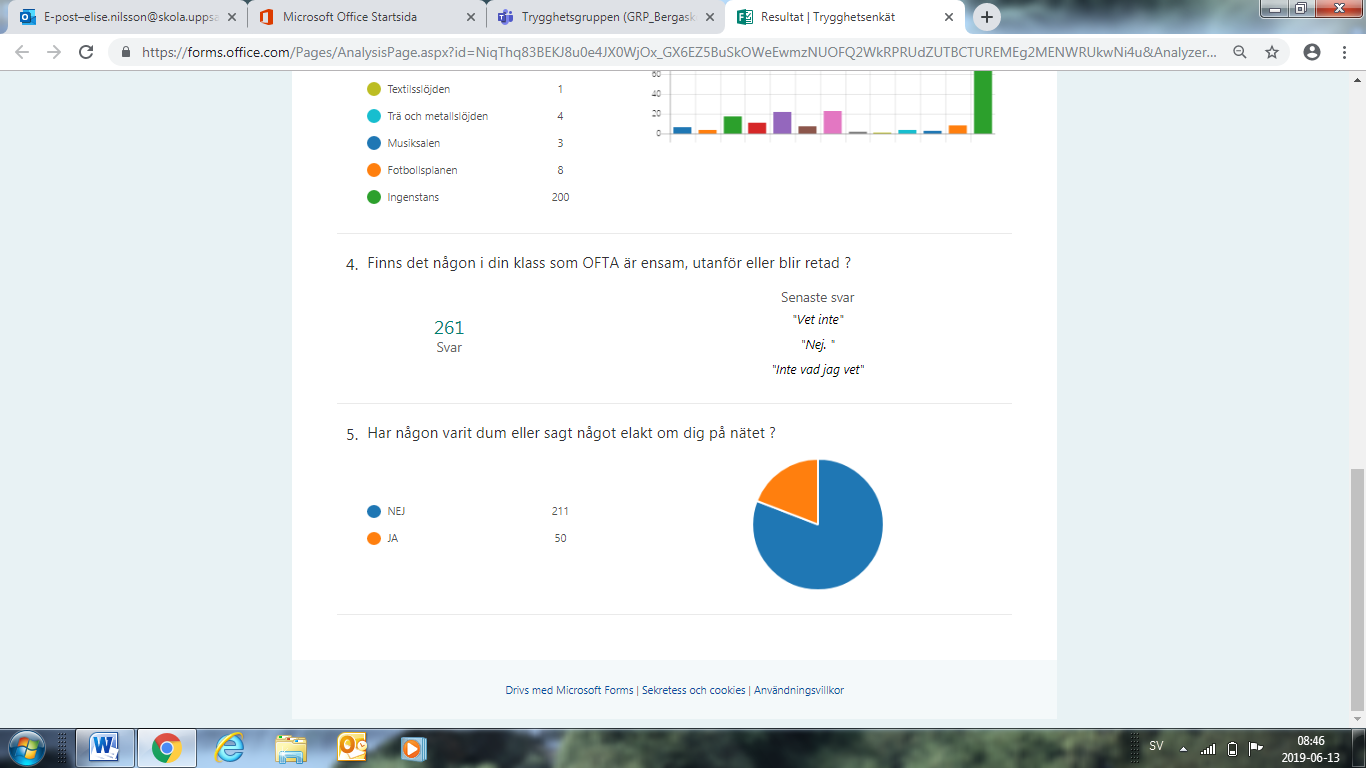 E-post–elise.nilsson@skola.uppsa
Microsoft Office Startsida
Trygghetsgruppen (GRP_Bergask
Resultat | Trygghetsenkät
https://forms.office.com/Pages/AnalysisPage.aspx?id=NiqThq83BEKJ8u0e4JX0WjOx_GX6EZ5BuSkOWeEwmzNUOFQ2WkRPRUdZUTBCTUREMEg2MENWRUkwNi4u&Analyzer...
Textilsslöjden 1
Trä och metallslöjden 4
Musiksalen 3
Fotbollsplanen 8
Ingenstans 200
60
40
20
0
4. Finns det någon i din klass som OFTA är ensam, utanför eller blir retad ?
261
Svar
Senaste svar
"Vet inte"
"Nej. "
"Inte vad jag vet"
5. Har någon varit dum eller sagt något elakt om dig på nätet ?
NEJ 211
JA 50
Drivs med Microsoft Forms | Sekretess och cookies | Användningsvillkor
SV
08:46
2019-06-13